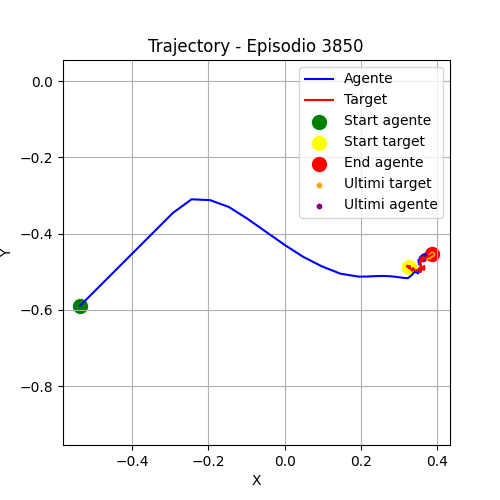 Trajectory - Episodio 3850
Agente
Target
Start agente
Start target
End agente
Ultimi target
Ultimi agente
0.0
−0.2
−0.4
−0.6
−0.8
Y
−0.4
−0.2
0.0
0.2
0.4
X